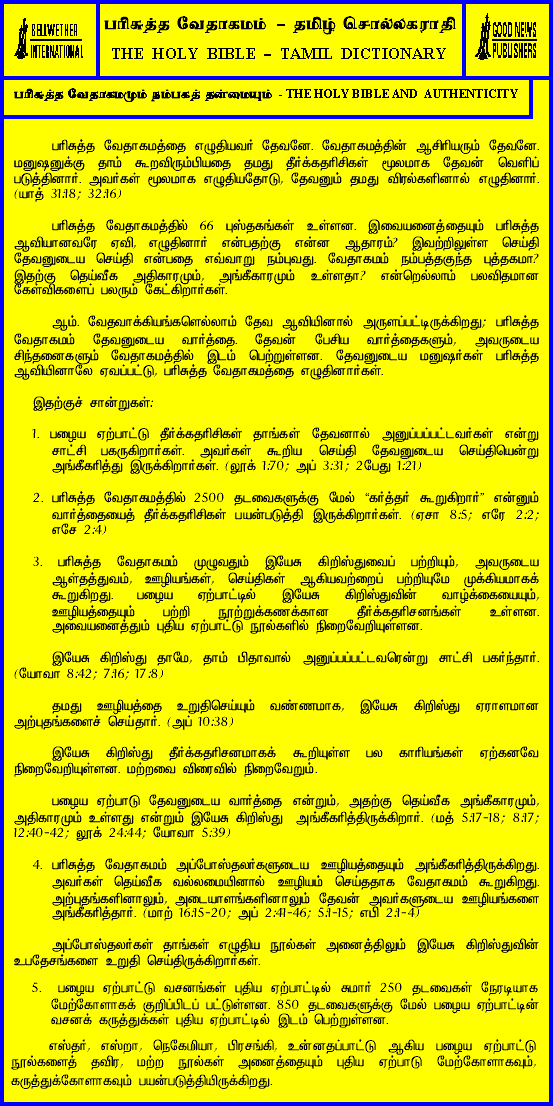 BELLWETHER
INTERNATIONAL
பரிசுத்த வேதாகமம் – தமிழ் சொல்லகராதி
THE HOLY BIBLE – TAMIL DICTIONARY
GOOD NEWS
PUBLISHERS
பரிசுத்த வேதாகமமும் நம்பகத் தன்மையும் - THE HOLY BIBLE AND AUTHENTICITY
பரிசுத்த வேதாகமத்தை எழுதியவர் தேவனே. வேதாகமத்தின் ஆசிரியரும் தேவனே.
மனுஷனுக்கு தாம் கூறவிரும்பியதை தமது தீர்க்கதரிசிகள் மூலமாக தேவன் வெளிப்
படுத்தினார். அவர்கள் மூலமாக எழுதியதோடு, தேவனும் தமது விரல்களினால் எழுதினார்.
(யாத் 31:18; 32:16)
பரிசுத்த வேதாகமத்தில் 66 புஸ்தகங்கள் உள்ளன. இவையனைத்தையும் பரிசுத்த
ஆவியானவரே ஏவி, எழுதினார் என்பதற்கு என்ன ஆதாரம்? இவற்றிலுள்ள செய்தி
தேவனுடைய செய்தி என்பதை எவ்வாறு நம்புவது. வேதாகமம் நம்பத்தகுந்த புத்தகமா?
இதற்கு தெய்வீக அதிகாரமும், அங்கீகாரமும் உள்ளதா? என்றெல்லாம் பலவிதமான
கேள்விகளைப் பலரும் கேட்கிறார்கள்.
ஆம். வேதவாக்கியங்களெல்லாம் தேவ ஆவியினால் அருளப்பட்டிருக்கிறது; பரிசுத்த
வேதாகமம் தேவனுடைய வார்த்தை. தேவன் பேசிய வார்த்தைகளும், அவருடைய
சிந்தனைகளும் வேதாகமத்தில் இடம் பெற்றுள்ளன. தேவனுடைய மனுஷர்கள் பரிசுத்த
ஆவியினாலே ஏவப்பட்டு, பரிசுத்த வேதாகமத்தை எழுதினார்கள்.
இதற்குச் சான்றுகள்:
1. பழைய ஏற்பாட்டு தீர்க்கதரிசிகள் தாங்கள் தேவனால் அனுப்பப்பட்டவர்கள் என்று
சாட்சி பகருகிறார்கள். அவர்கள் கூறிய செய்தி தேவனுடைய செய்தியென்று
அங்கீகரித்து இருக்கிறார்கள். (லூக் 1:70; அப் 3:31; 2பேது 1:21)
2. பரிசுத்த வேதாகமத்தில் 2500 தடவைகளுக்கு மேல் “கர்த்தர் கூறுகிறார்” என்னும்
வார்த்தையைத் தீர்க்கதரிசிகள் பயன்படுத்தி இருக்கிறார்கள். (ஏசா 8:5; எரே 2:2;
எசே 2:4)
3. பரிசுத்த வேதாகமம் முழுவதும் இயேசு கிறிஸ்துவைப் பற்றியும், அவருடைய
ஆள்தத்துவம், ஊழியங்கள், செய்திகள் ஆகியவற்றைப் பற்றியுமே முக்கியமாகக்
கூறுகிறது. பழைய ஏற்பாட்டில் இயேசு கிறிஸ்துவின் வாழ்க்கையையும்,
ஊழியத்தையும் பற்றி நூற்றுக்கணக்கான தீர்க்கதரிசனங்கள் உள்ளன.
அவையனைத்தும் புதிய ஏற்பாட்டு நூல்களில் நிறைவேறியுள்ளன.
இயேசு கிறிஸ்து தாமே, தாம் பிதாவால் அனுப்பப்பட்டவரென்று சாட்சி பகர்ந்தார்.
(யோவா 8:42; 7:16; 17:8)
தமது ஊழியத்தை உறுதிசெய்யும் வண்ணமாக, இயேசு கிறிஸ்து ஏராளமான
அற்புதங்களைச் செய்தார். (அப் 10:38)
இயேசு கிறிஸ்து தீர்க்கதரிசனமாகக் கூறியுள்ள பல காரியங்கள் ஏற்கனவே
நிறைவேறியுள்ளன. மற்றவை விரைவில் நிறைவேறும்.
பழைய ஏற்பாடு தேவனுடைய வார்த்தை என்றும், அதற்கு தெய்வீக அங்கீகாரமும்,
அதிகாரமும் உள்ளது என்றும் இயேசு கிறிஸ்து அங்கீகரித்திருக்கிறார். (மத் 5:17-18; 8:17;
12:40-42; லூக் 24:44; யோவா 5:39)
4. பரிசுத்த வேதாகமம் அப்போஸ்தலர்களுடைய ஊழியத்தையும் அங்கீகரித்திருக்கிறது.
அவர்கள் தெய்வீக வல்லமையினால் ஊழியம் செய்ததாக வேதாகமம் கூறுகிறது.
அற்புதங்களினாலும், அடையாளங்களினாலும் தேவன் அவர்களுடைய ஊழியங்களை
அங்கீகரித்தார். (மாற் 16:15-20; அப் 2:41-46; 5:1-15; எபி 2:1-4)
அப்போஸ்தலர்கள் தாங்கள் எழுதிய நூல்கள் அனைத்திலும் இயேசு கிறிஸ்துவின்
உபதேசங்களை உறுதி செய்திருக்கிறார்கள்.
5. பழைய ஏற்பாட்டு வசனங்கள் புதிய ஏற்பாட்டில் சுமார் 250 தடவைகள் நேரடியாக
மேற்கோளாகக் குறிப்பிடப் பட்டுள்ளன. 850 தடவைகளுக்கு மேல் பழைய ஏற்பாட்டின்
வசனக் கருத்துக்கள் புதிய ஏற்பாட்டில் இடம் பெற்றுள்ளன.
எஸ்தர், எஸ்றா, நெகேமியா, பிரசங்கி, உன்னதப்பாட்டு ஆகிய பழைய ஏற்பாட்டு
நூல்களைத் தவிர, மற்ற நூல்கள் அனைத்தையும் புதிய ஏற்பாடு மேற்கோளாகவும்,
கருத்துக்கோளாகவும் பயன்படுத்தியிருக்கிறது.